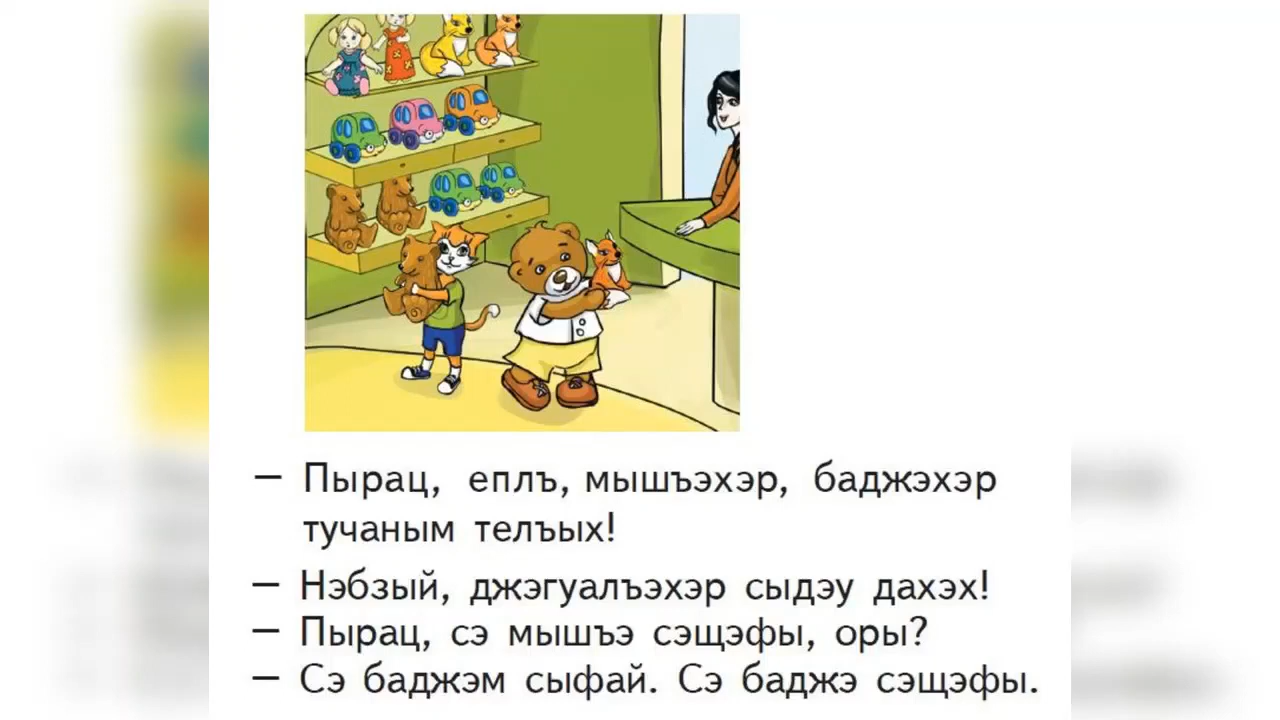 — Пырац, еплъ, мышъэхэр, баджэхэр
тучаным телъых!
— Нэбзый, джэгуалъэхэр сыдэу дахэх!
— Пырац, сэ мышъэ сэщэфы, оры?
— Сэ баджэм сыфай. Сэ баджэ сэщэфы.